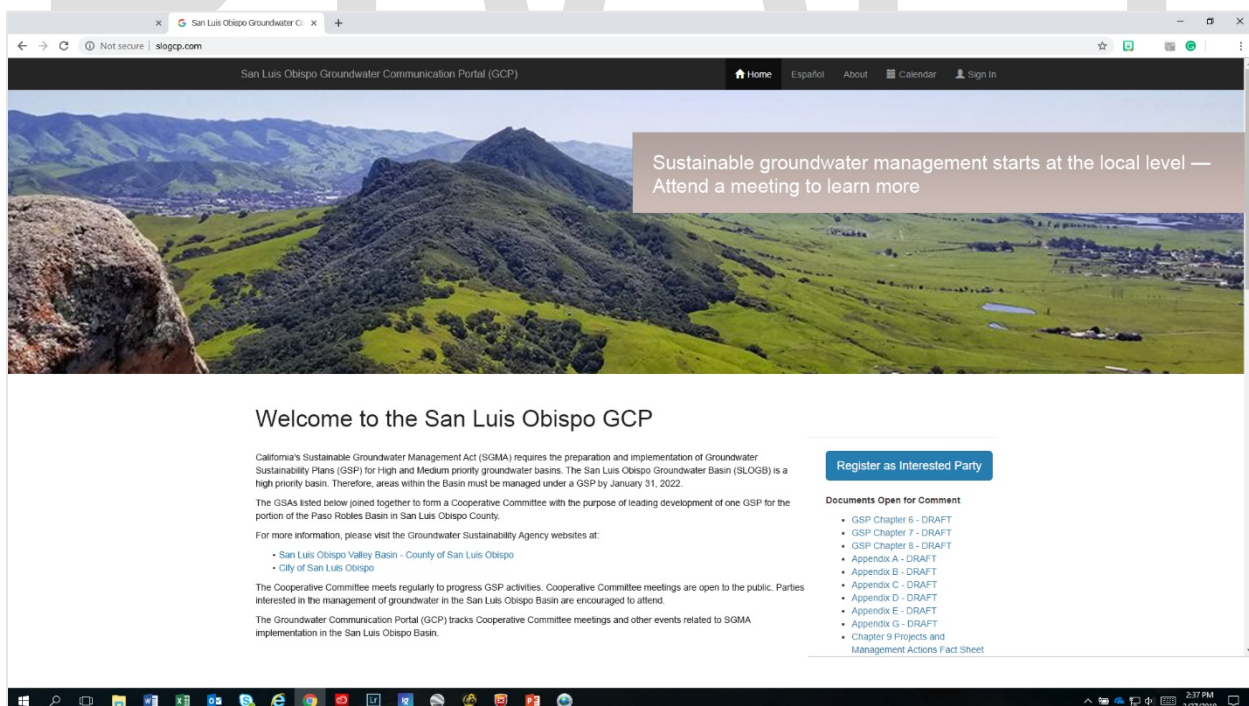 San Luis Obispo Groundwater Co
Not secure | slogcp.com
San Luis Obispo Groundwater Communication Portal (GCP)
Home Español About Calendar Sign In
Sustainable groundwater management starts at the local level —
Attend a meeting to learn more
Welcome to the San Luis Obispo GCP
California's Sustainable Groundwater Management Act (SGMA) requires the preparation and implementation of Groundwater
Sustainability Plans (GSP) for High and Medium priority groundwater basins. The San Luis Obispo Groundwater Basin (SLOGB) is a
high priority basin. Therefore, areas within the Basin must be managed under a GSP by January 31, 2022.
The GSAs listed below joined together to form a Cooperative Committee with the purpose of leading development of one GSP for the
portion of the Paso Robles Basin in San Luis Obispo County.
For more information, please visit the Groundwater Sustainability Agency websites at:
• San Luis Obispo Valley Basin - County of San Luis Obispo
• City of San Luis Obispo
The Cooperative Committee meets regularly to progress GSP activities. Cooperative Committee meetings are open to the public. Parties
interested in the management of groundwater in the San Luis Obispo Basin are encouraged to attend.
The Groundwater Communication Portal (GCP) tracks Cooperative Committee meetings and other events related to SGMA
implementation in the San Luis Obispo Basin.
Register as Interested Party
Documents Open for Comment
• GSP Chapter 6 - DRAFT
• GSP Chapter 7 - DRAFT
• GSP Chapter 8 - DRAFT
• Appendix A - DRAFT
• Appendix B - DRAFT
• Appendix C - DRAFT
• Appendix D - DRAFT
• Appendix E - DRAFT
• Appendix G - DRAFT
• Chapter 9 Projects and
Management Actions Fact Sheet
2:37 PM